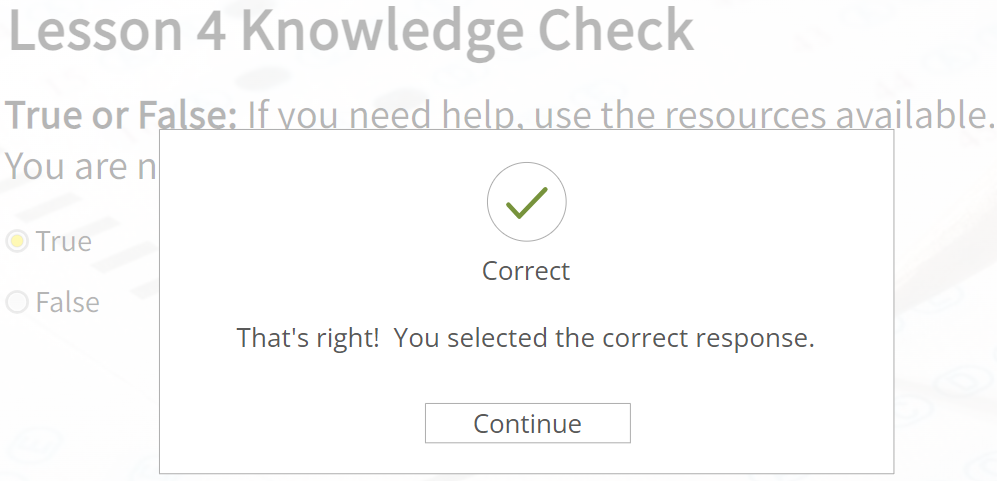 Lesson 4 Knowledge Check
True or False: If you need help, use the resources available.
You are n
True
False
Correct
That's right! You selected the correct response.
Continue